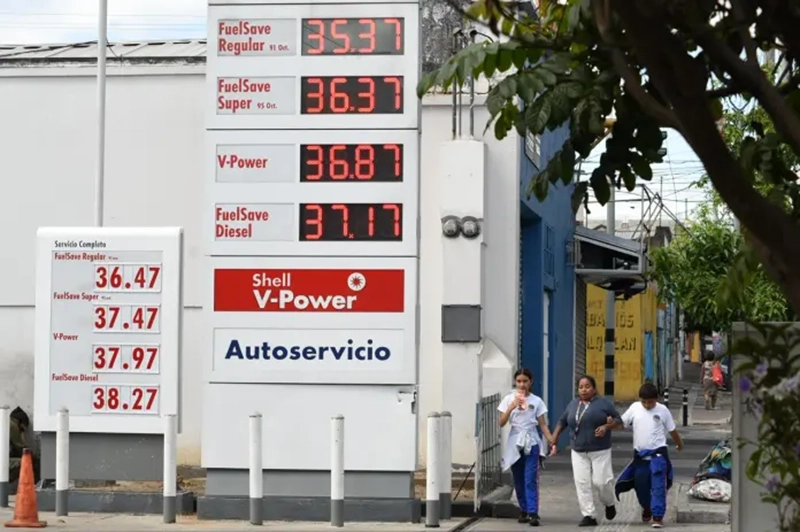 FuelSave
Regular 91 Oct. 35.37
FuelSave
Super 95 Oct. 36.37
V-Power 36.87
FuelSave
Diesel 37.17
Shell
V-Power
Autoservicio
Servicio Completo
FuelSave Regular
36.47
FuelSave Super
37.47
V-Power
37.97
FuelSave Diesel
38.27